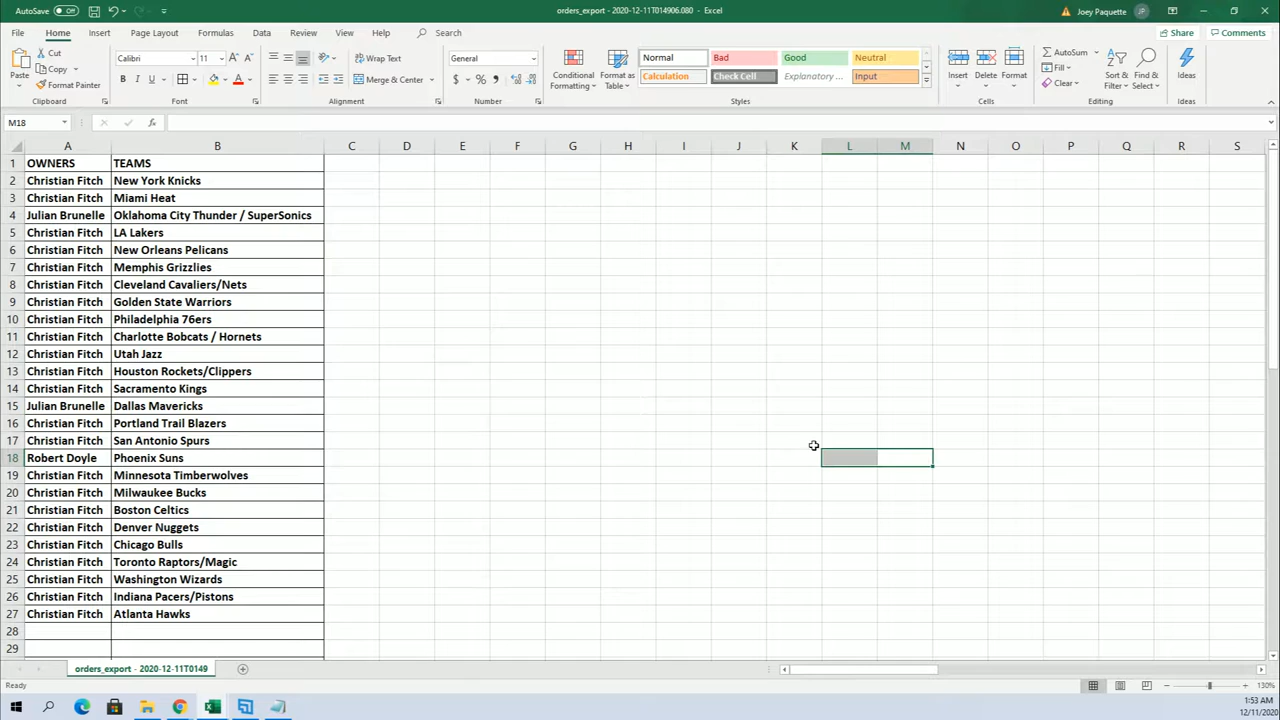 AutoSave Off
orders_export - 2020-12-11T014906.080 - Excel
Joey Paquette JP
File Home Insert Page Layout Formulas Data Review View Help Search Share Comments
Paste Cut Copy Format Painter Clipboard
Calibri 11 B I U Font
Wrap Text Merge & Center Alignment
General $ % Number
Conditional Formatting Format as Table
Normal Bad Good Neutral
Calculation Check Cell Explanatory ... Input
Styles
Insert Delete Format Cells
AutoSum Fill Clear Sort & Filter Find & Select Editing
Ideas Ideas
M18 fx
A B C D E F G H I J K L M N O P Q R S
1 OWNERS TEAMS
2 Christian Fitch New York Knicks
3 Christian Fitch Miami Heat
4 Julian Brunelle Oklahoma City Thunder / SuperSonics
5 Christian Fitch LA Lakers
6 Christian Fitch New Orleans Pelicans
7 Christian Fitch Memphis Grizzlies
8 Christian Fitch Cleveland Cavaliers/Nets
9 Christian Fitch Golden State Warriors
10 Christian Fitch Philadelphia 76ers
11 Christian Fitch Charlotte Bobcats / Hornets
12 Christian Fitch Utah Jazz
13 Christian Fitch Houston Rockets/Clippers
14 Christian Fitch Sacramento Kings
15 Julian Brunelle Dallas Mavericks
16 Christian Fitch Portland Trail Blazers
17 Christian Fitch San Antonio Spurs
18 Robert Doyle Phoenix Suns
19 Christian Fitch Minnesota Timberwolves
20 Christian Fitch Milwaukee Bucks
21 Christian Fitch Boston Celtics
22 Christian Fitch Denver Nuggets
23 Christian Fitch Chicago Bulls
24 Christian Fitch Toronto Raptors/Magic
25 Christian Fitch Washington Wizards
26 Christian Fitch Indiana Pacers/Pistons
27 Christian Fitch Atlanta Hawks
28
29
orders_export - 2020-12-11T0149
Ready
130%
1:53 AM
12/11/2020